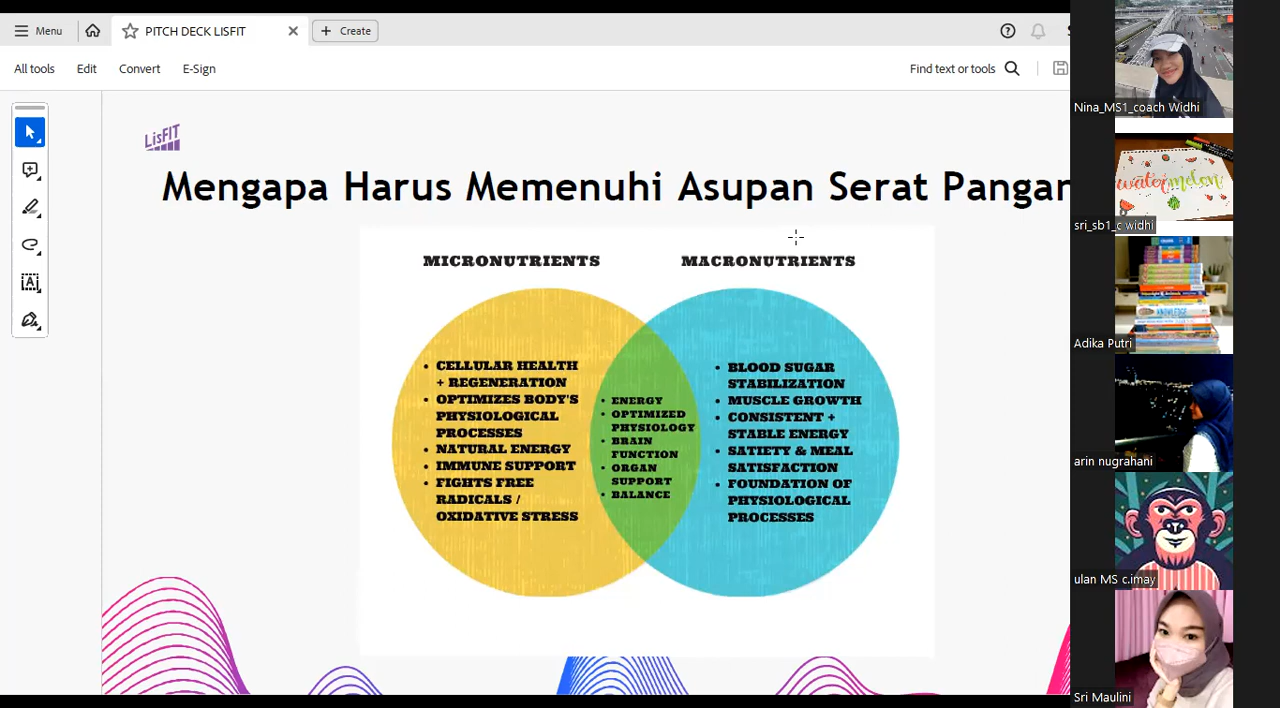 Menu
PITCH DECK LISFIT
Create
All tools
Edit
Convert
E-Sign
Find text or tools
LisFIT
Mengapa Harus Memenuhi Asupan Serat Pangan
MICRONUTRIENTS
MACRONUTRIENTS
• CELLULAR HEALTH
+ REGENERATION
• OPTIMIZES BODY'S
PHYSIOLOGICAL
PROCESSES
• NATURAL ENERGY
• IMMUNE SUPPORT
• FIGHTS FREE
RADICALS /
OXIDATIVE STRESS
• ENERGY
• OPTIMIZED
PHYSIOLOGY
• BRAIN
FUNCTION
• ORGAN
SUPPORT
• BALANCE
• BLOOD SUGAR
STABILIZATION
• MUSCLE GROWTH
• CONSISTENT +
STABLE ENERGY
• SATIETY & MEAL
SATISFACTION
• FOUNDATION OF
PHYSIOLOGICAL
PROCESSES
Nina_MS1_coach Widhi
watermelon
sri_sb1_c widhi
KNOWLEDGE
Adika Putri
arin nugrahani
ulan MS c.imay
Sri Maulini